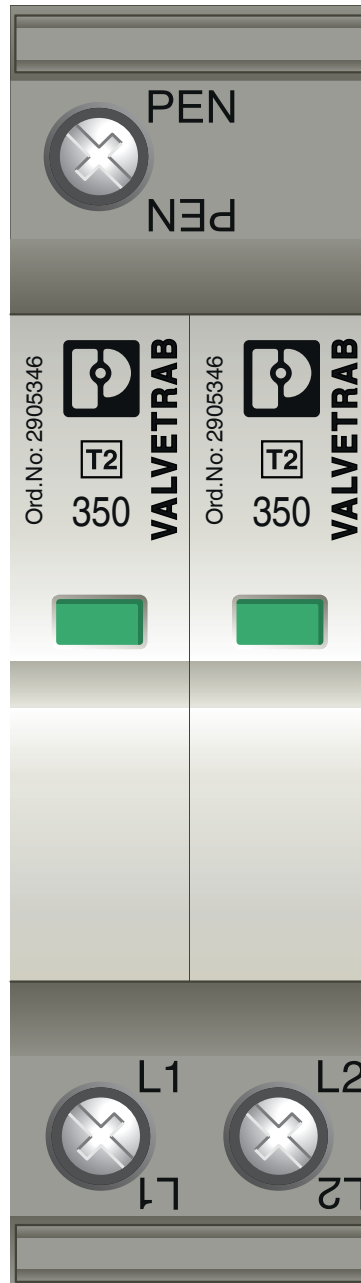 PEN
PEN
Ord.No: 2905346
T2
350
VALVETRAB
Ord.No: 2905346
T2
350
VALVETRAB
L1
L2
L1
L2